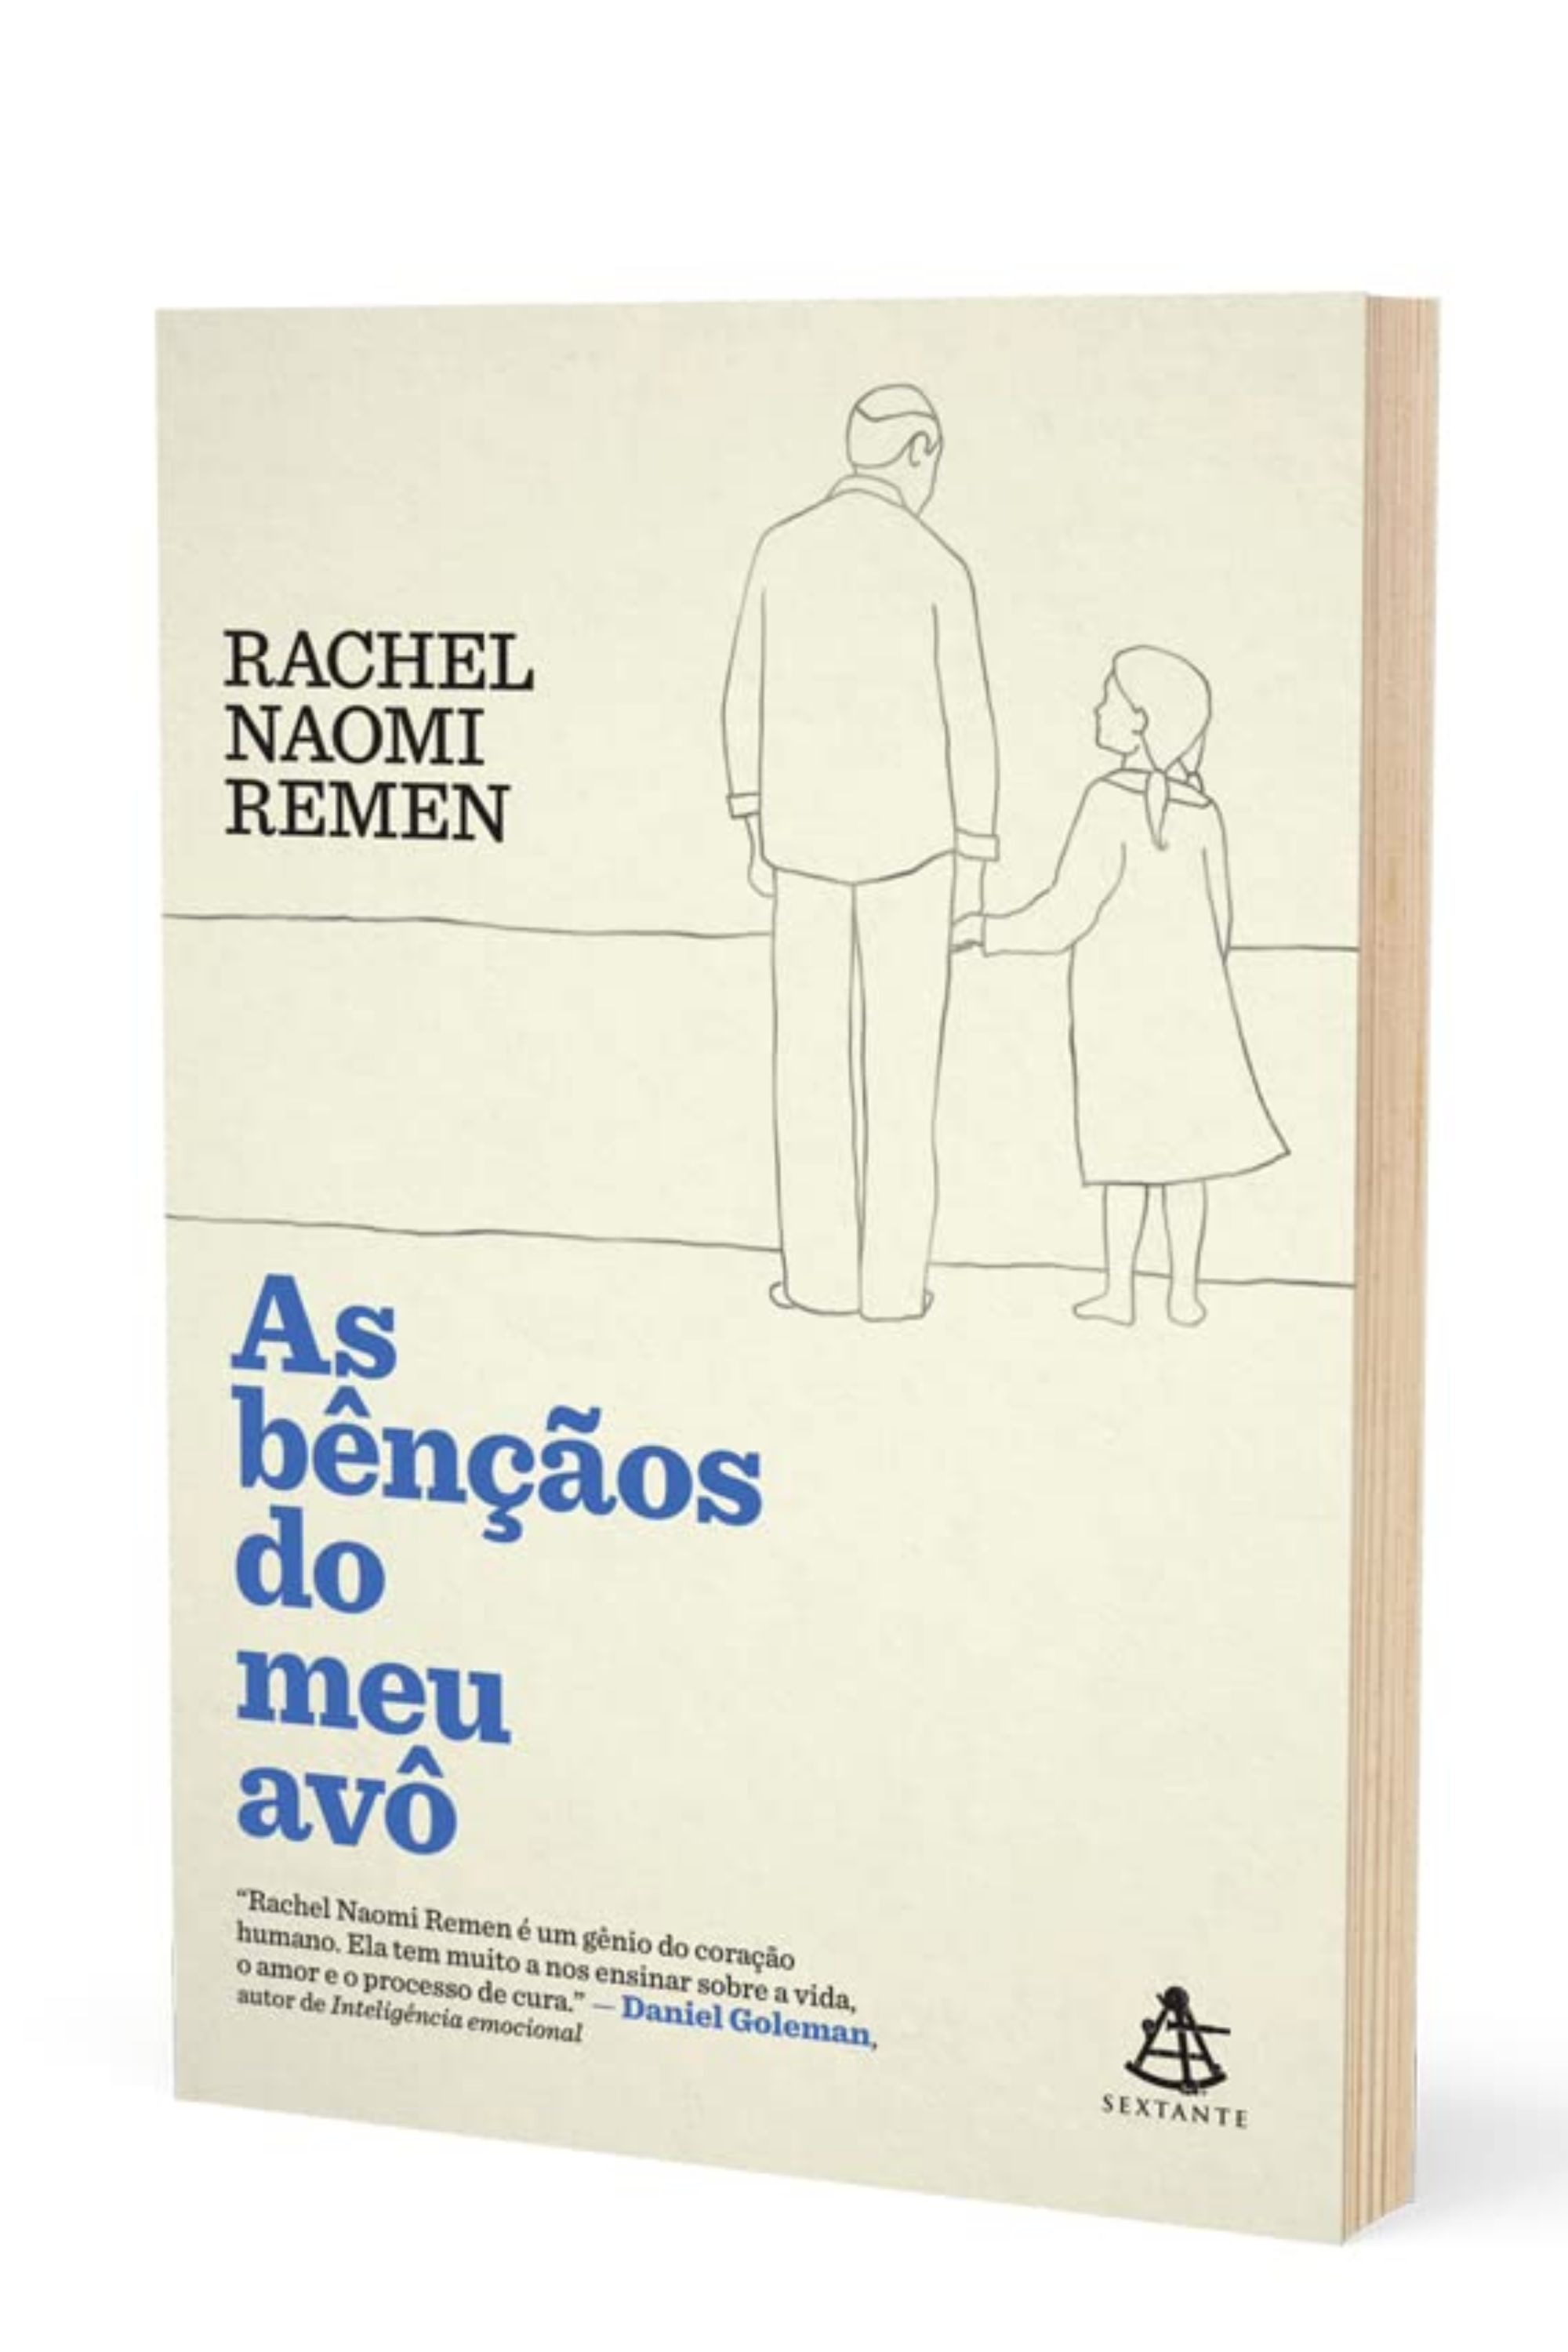 RACHEL
NAOMI
REMEN
As
bênçãos
do
meu
avô
“Rachel Naomi Remen é um gênio do coração
humano. Ela tem muito a nos ensinar sobre a vida,
o amor e o processo de cura.” — Daniel Goleman,
autor de Inteligência emocional
SEXTANTE